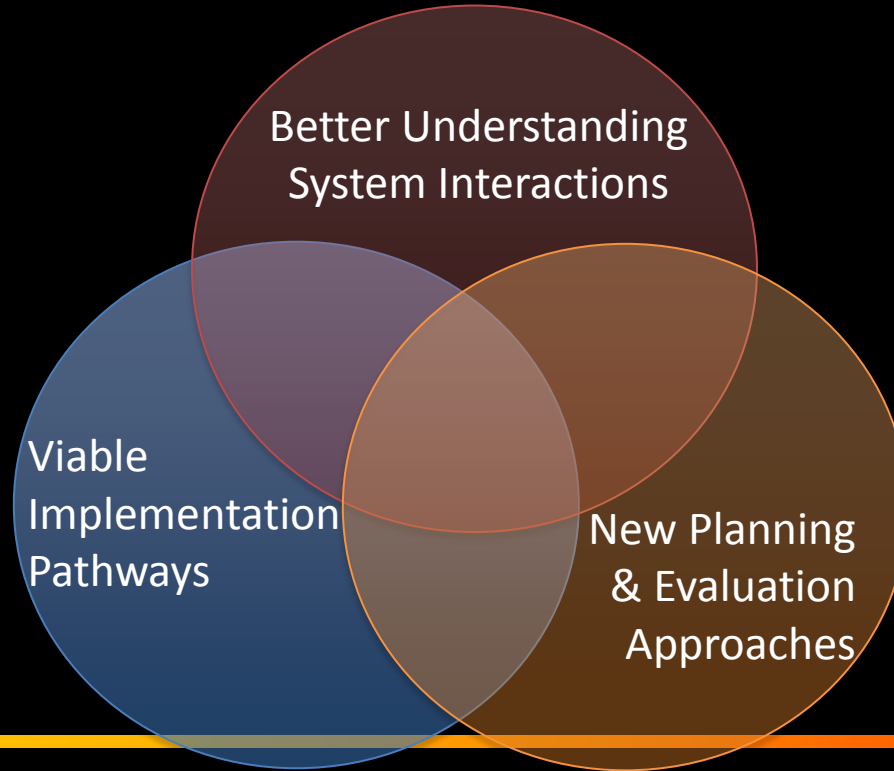 Better Understanding
System Interactions
Viable
Implementation
Pathways
New Planning
& Evaluation
Approaches